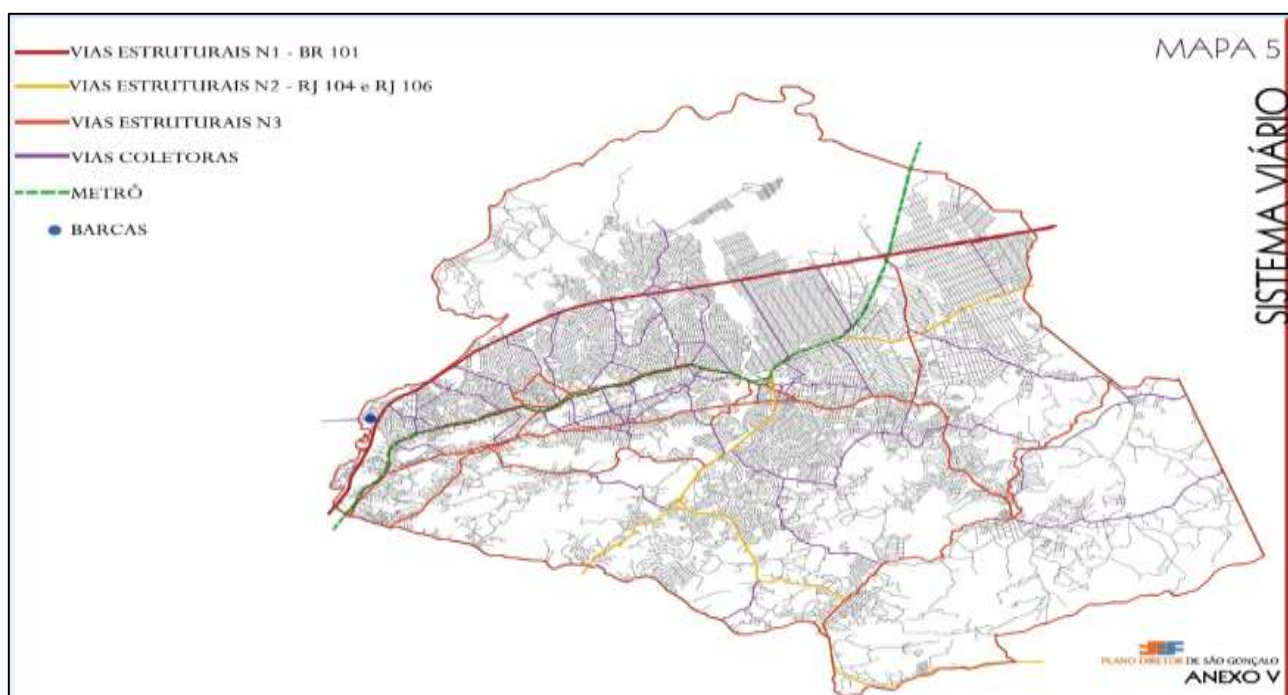 VIAS ESTRUTURAIS N1 - BR 101
VIAS ESTRUTURAIS N2 - RJ 104 e RJ 106
VIAS ESTRUTURAIS N3
VIAS COLETORAS
METRÔ
BARCAS
MAPA 5
SISTEMA VIÁRIO
PLANO DIRETOR DE SÃO GONÇALO
ANEXO V